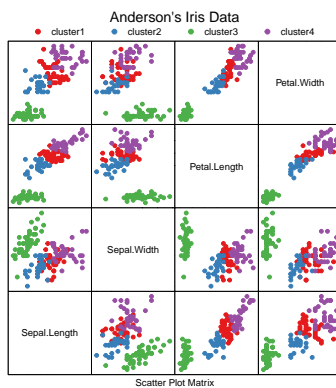 Anderson's Iris Data
cluster1 cluster2 cluster3 cluster4
Petal.Width
Petal.Length
Sepal.Width
Sepal.Length
Scatter Plot Matrix